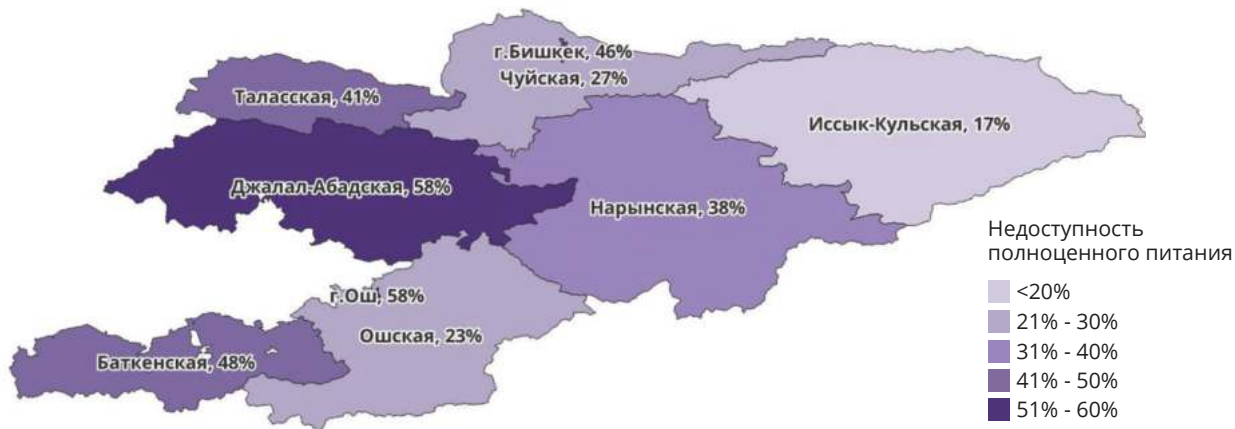 г.Бишкек, 46%
Чуйская, 27%
Таласская, 41%
Иссык-Кульская, 17%
Джалал-Абадская, 58%
Нарынская, 38%
г.Ош, 58%
Ошская, 23%
Баткенская, 48%
Недоступность
полноценного питания
<20%
21% - 30%
31% - 40%
41% - 50%
51% - 60%